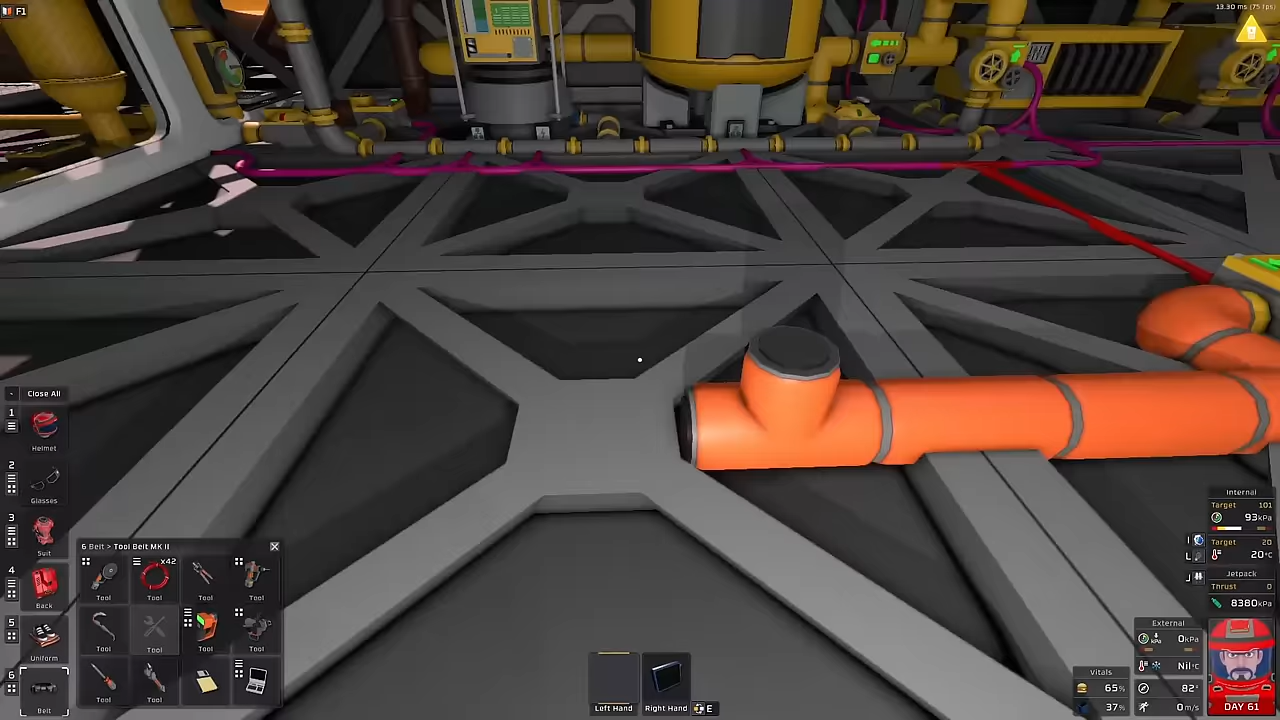 F1
13.30 ms (75 fps)
- Close All
1
Helmet
2
Glasses
3
Suit
4
Back
5
Uniform
6
Belt
6 Belt > Tool Belt MK II
x42
Tool Tool Tool Tool
Tool Tool Tool Tool
Tool Tool
Left Hand
Right Hand
E
Internal
Target 101
93kPa
Target 20
20°C
Jetpack
Thrust 0
8380kPa
External
0kPa
Nil°C
82°
0m/s
Vitals
65%
37%
DAY 61